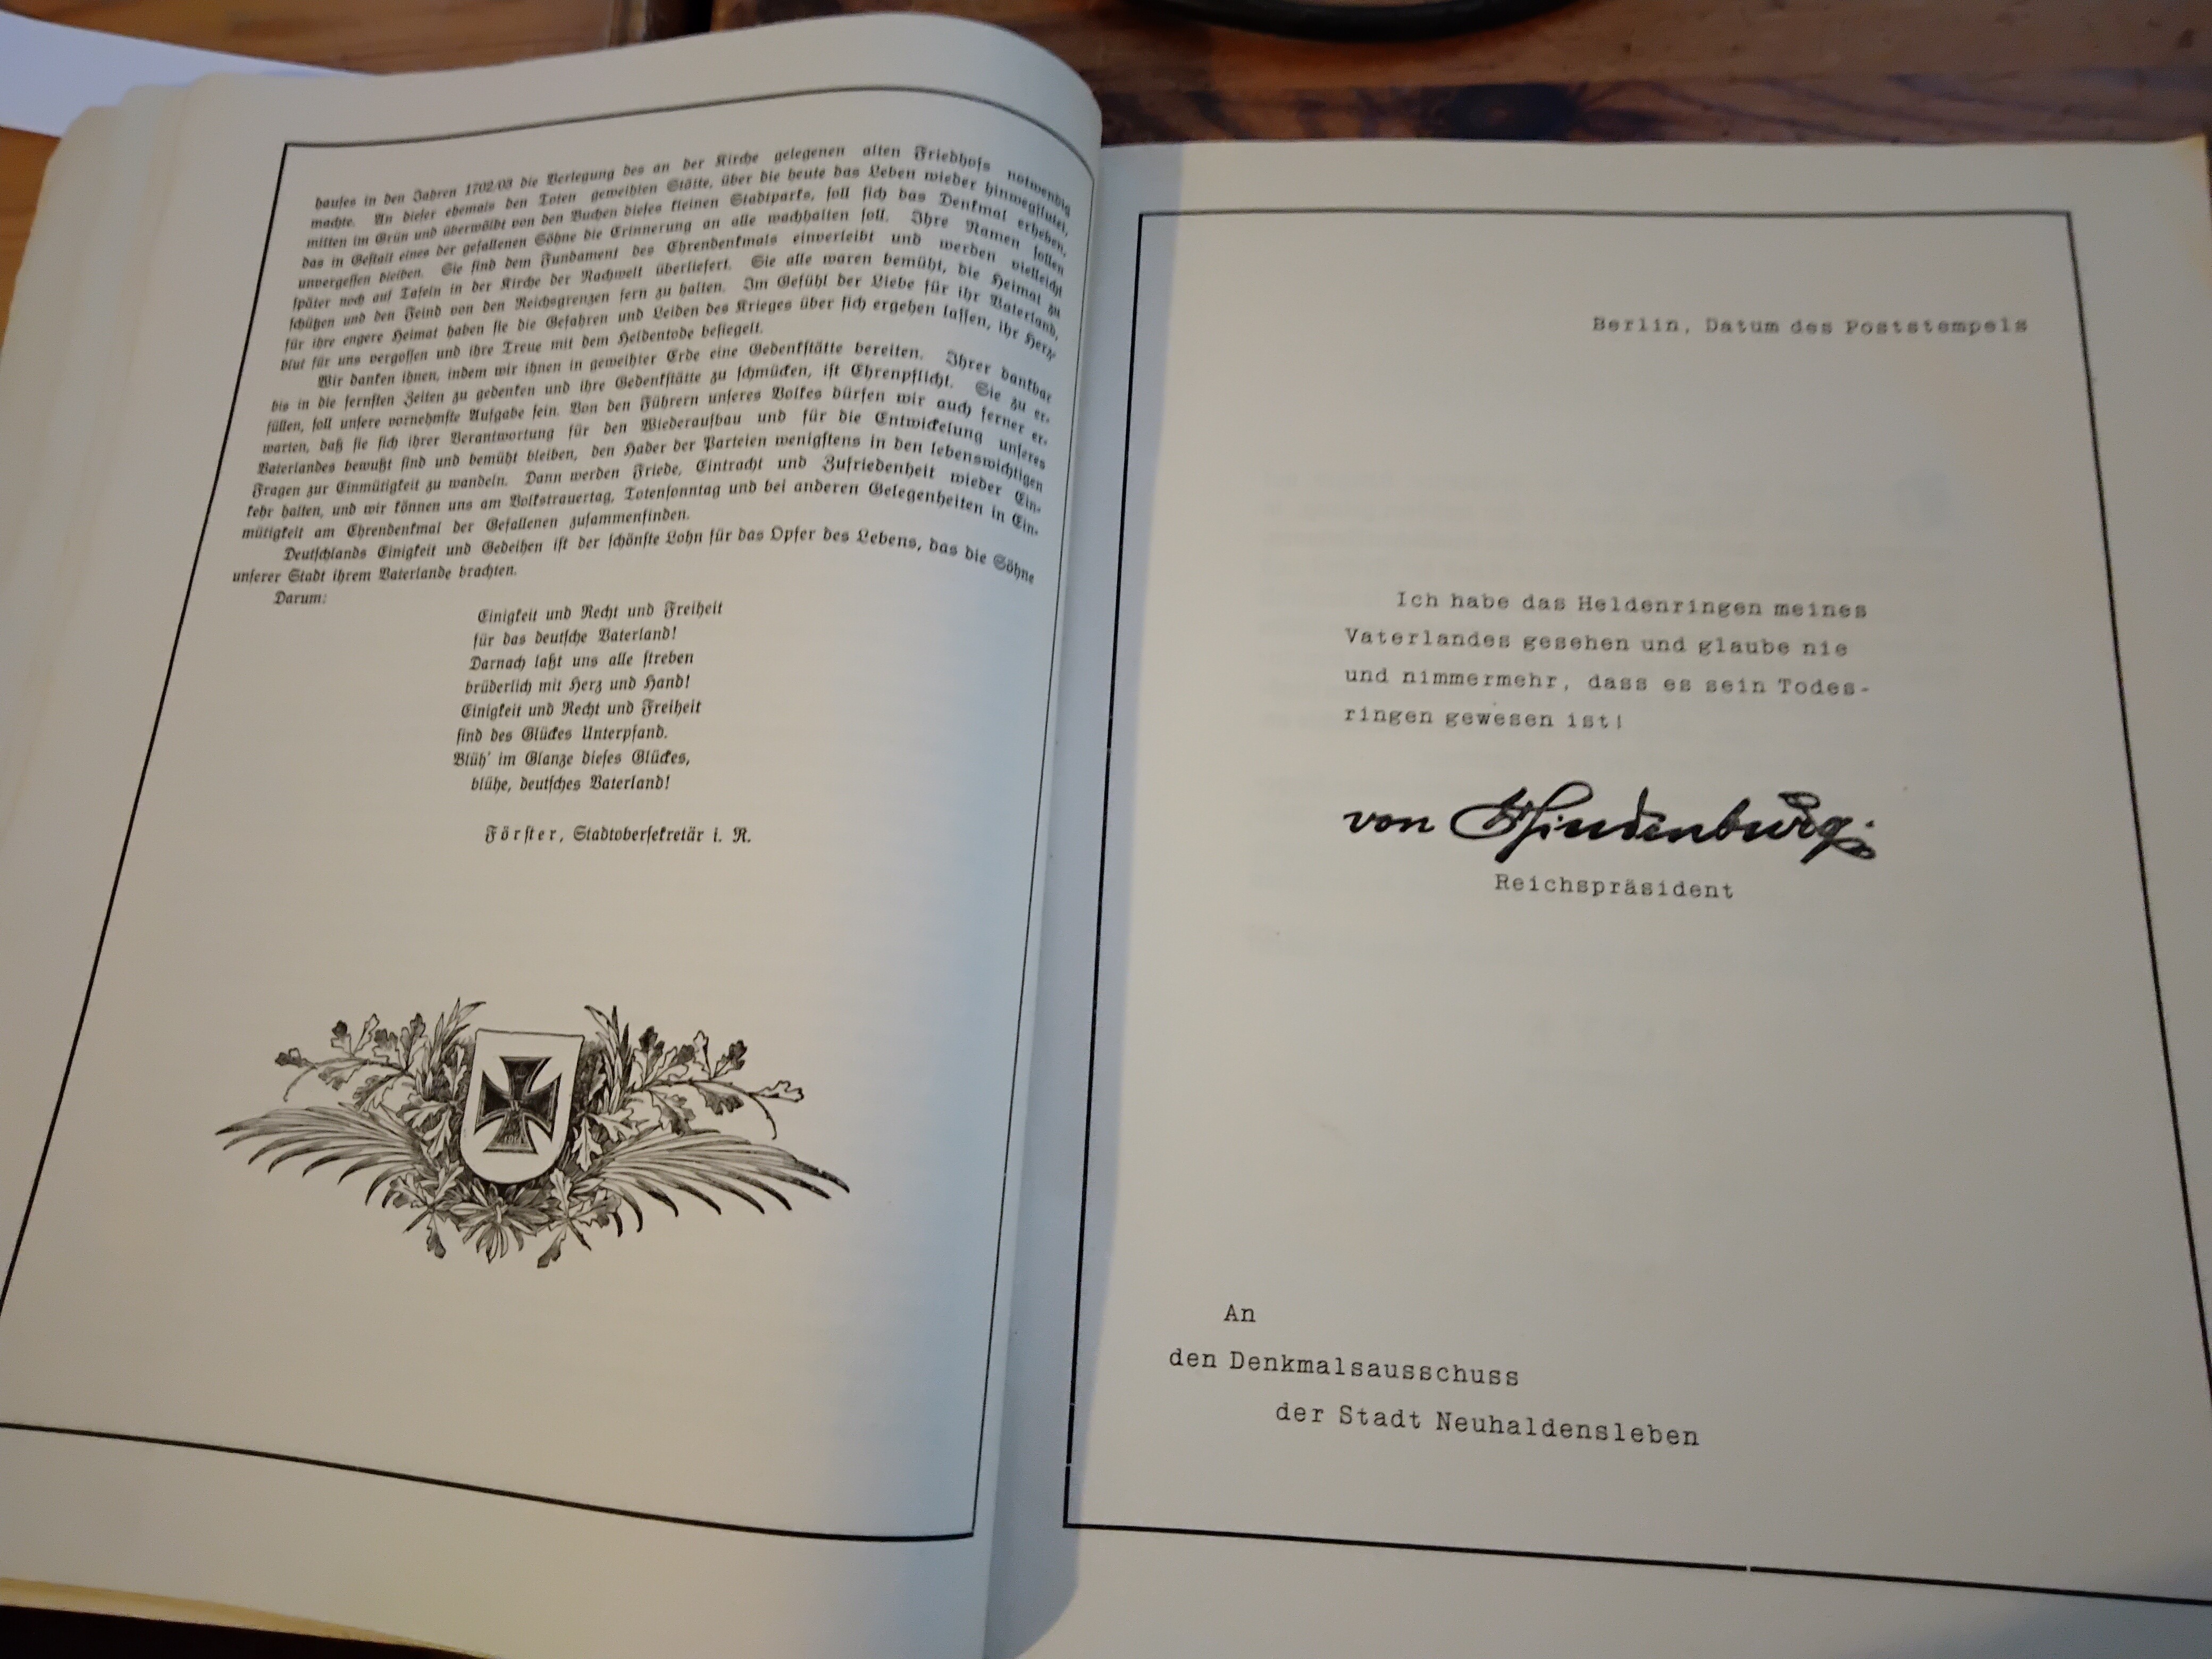 hauses in den Jahren 1702/03 die Verlegung des an der Kirche gelegenen alten Friedhofs notwendig
machte. An dieser ehemals den Toten geweihten Stätte, über die heute das Leben wieder hinwegflutet,
mitten im Grün und überwölbt von den Buchen dieses kleinen Stadtparks, soll sich das Denkmal erheben,
das in Gestalt eines der gefallenen Söhne die Erinnerung an alle wachhalten soll. Ihre Namen sollen
unvergessen bleiben. Sie sind dem Fundament des Ehrendenkmals einverleibt und werden vielleicht
später noch auf Tafeln in der Kirche der Nachwelt überliefert. Sie alle waren bemüht, die Heimat zu
schützen und den Feind von den Reichsgrenzen fern zu halten. Im Gefühl der Liebe für ihr Vaterland,
für ihre engere Heimat haben sie die Gefahren und Leiden des Krieges über sich ergehen lassen, ihr Herz-
blut für uns vergossen und ihre Treue mit dem Heldentode besiegelt.
Wir danken ihnen, indem wir ihnen in geweihter Erde eine Gedenkstätte bereiten. Ihrer dankbar
bis in die fernsten Zeiten zu gedenken und ihre Gedenkstätte zu schmücken, ist Ehrenpflicht. Sie zu er-
füllen, soll unsere vornehmste Aufgabe sein. Von den Führern unseres Volkes dürfen wir auch ferner er-
warten, daß sie sich ihrer Verantwortung für den Wiederaufbau und für die Entwickelung unseres
Vaterlandes bewußt sind und bemüht bleiben, den Hader der Parteien wenigstens in den lebenswichtigen
Fragen zur Einmütigkeit zu wandeln. Dann werden Friede, Eintracht und Zufriedenheit wieder Ein-
kehr halten, und wir können uns am Volkstrauertag, Totensonntag und bei anderen Gelegenheiten in Ein-
mütigkeit am Ehrendenkmal der Gefallenen zusammenfinden.
Deutschlands Einigkeit und Gedeihen ist der schönste Lohn für das Opfer des Lebens, das die Söhne
unserer Stadt ihrem Vaterlande brachten.
Darum:
Einigkeit und Recht und Freiheit
für das deutsche Vaterland!
Darnach laßt uns alle streben
brüderlich mit Herz und Hand!
Einigkeit und Recht und Freiheit
sind des Glückes Unterpfand.
Blüh' im Glanze dieses Glückes,
blühe, deutsches Vaterland!
Förster, Stadtobersekretär i. R.
Berlin, Datum des Poststempels
Ich habe das Heldenringen meines
Vaterlandes gesehen und glaube nie
und nimmermehr, dass es sein Todes-
ringen gewesen ist!
von Hindenburg.
Reichspräsident
An
den Denkmalsausschuss
der Stadt Neuhaldensleben